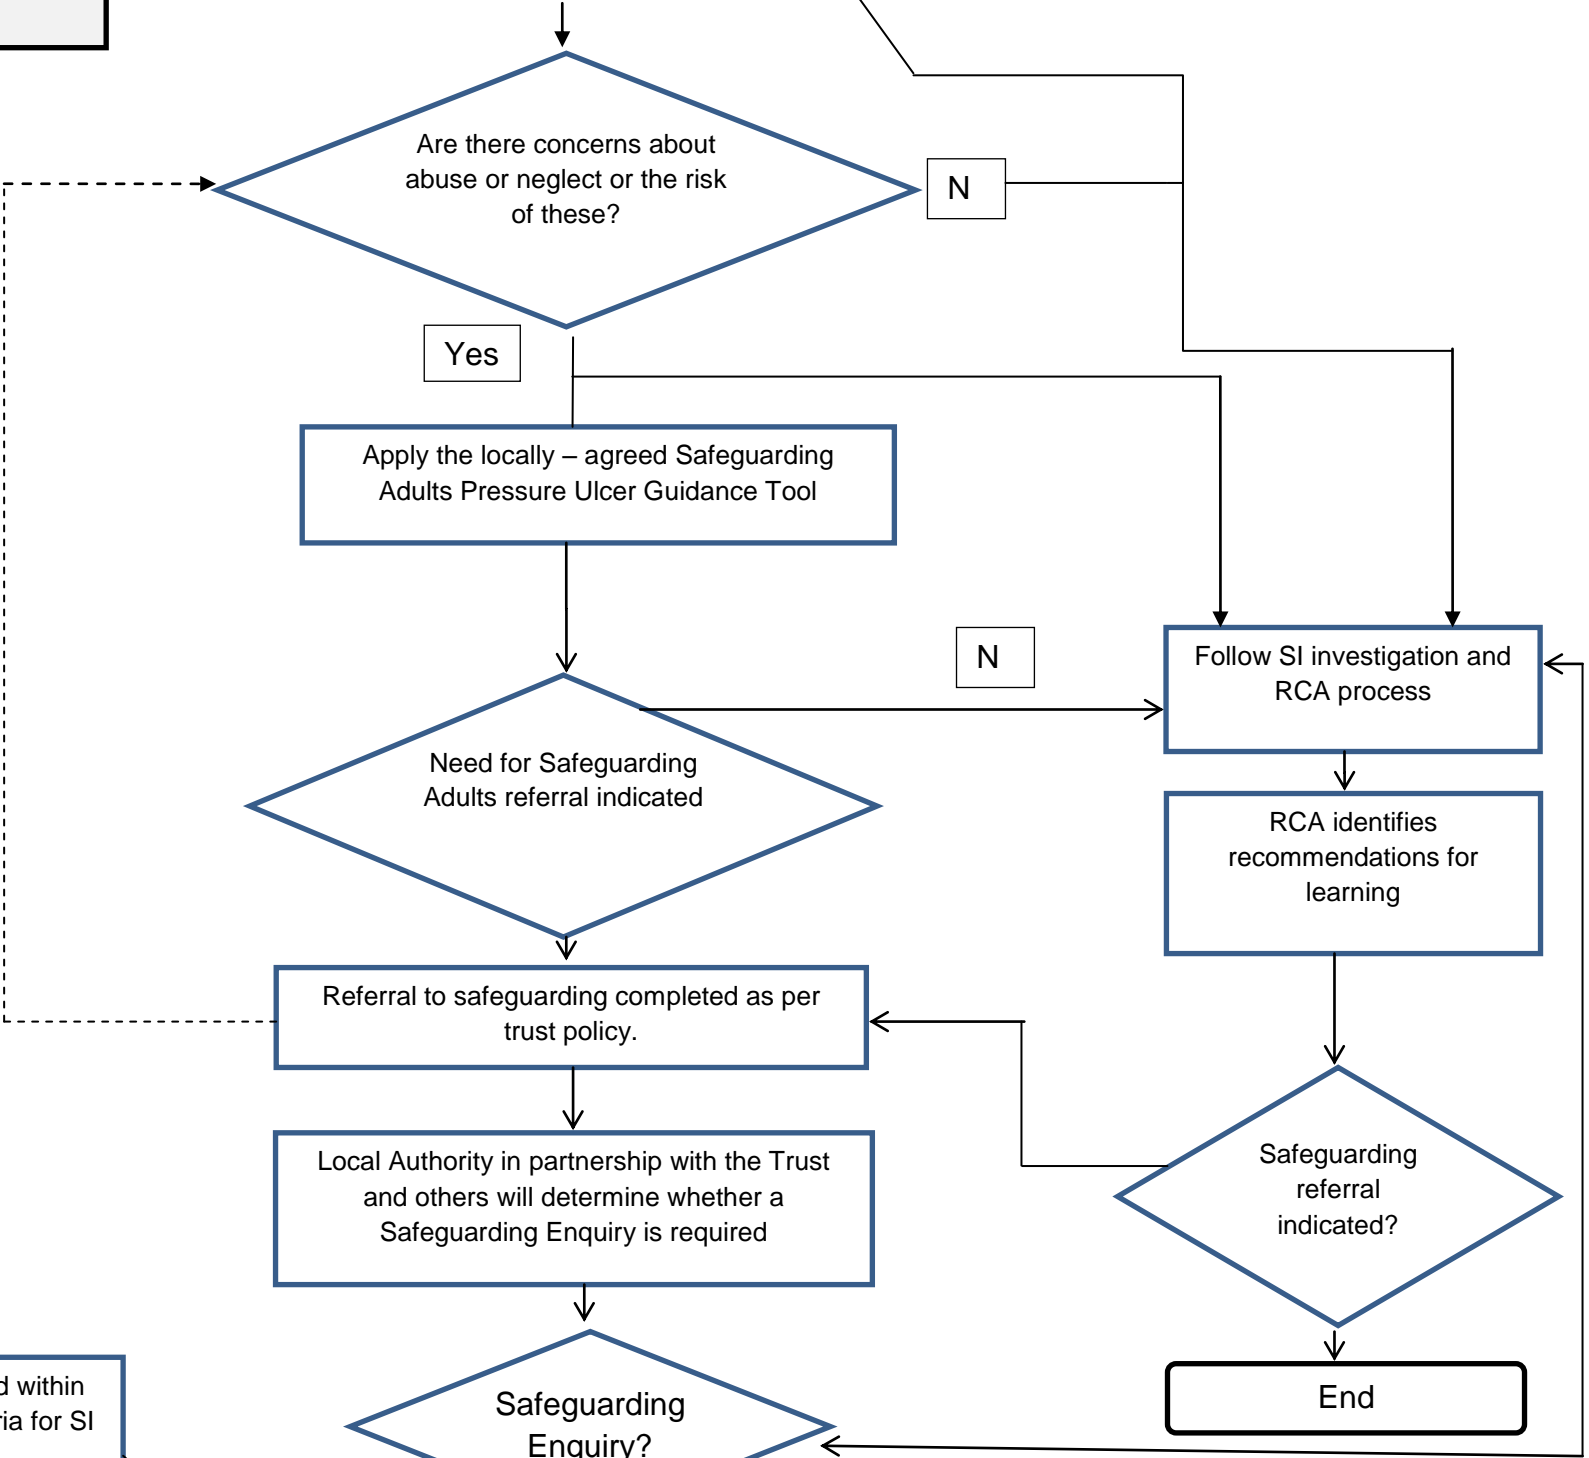 Are there concerns about
abuse or neglect or the risk
of these?
N
Yes
Apply the locally – agreed Safeguarding
Adults Pressure Ulcer Guidance Tool
N
Follow SI investigation and
RCA process
Need for Safeguarding
Adults referral indicated
RCA identifies
recommendations for
learning
Referral to safeguarding completed as per
trust policy.
Local Authority in partnership with the Trust
and others will determine whether a
Safeguarding Enquiry is required
Safeguarding
referral
indicated?
End
within
for SI
Safeguarding
Enquiry?